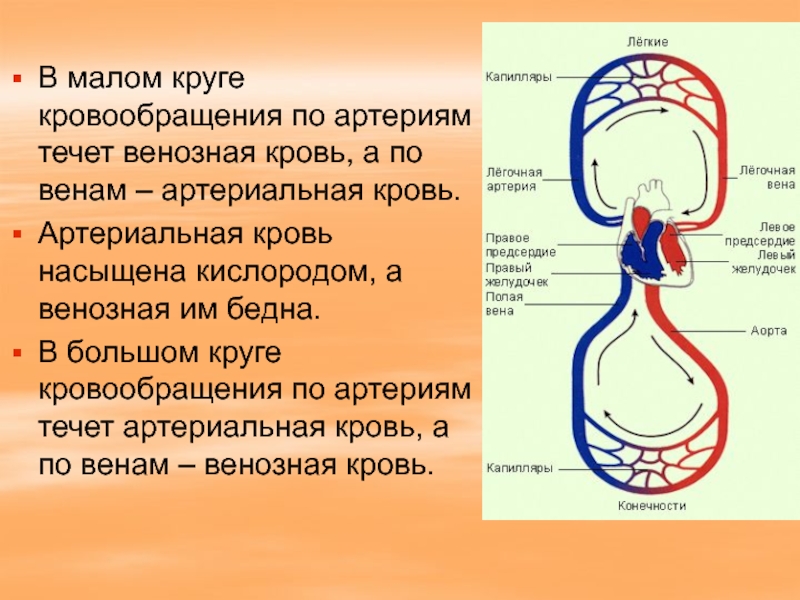 В малом круге
кровообращения по артериям
течет венозная кровь, а по
венам – артериальная кровь.
Артериальная кровь
насыщена кислородом, а
венозная им бедна.
В большом круге
кровообращения по артериям
течет артериальная кровь, а
по венам – венозная кровь.
Лёгкие
Капилляры
Лёгочная
артерия
Лёгочная
вена
Правое
предсердие
Правый
желудочек
Полая
вена
Левое
предсердие
Левый
желудочек
Аорта
Капилляры
Конечности